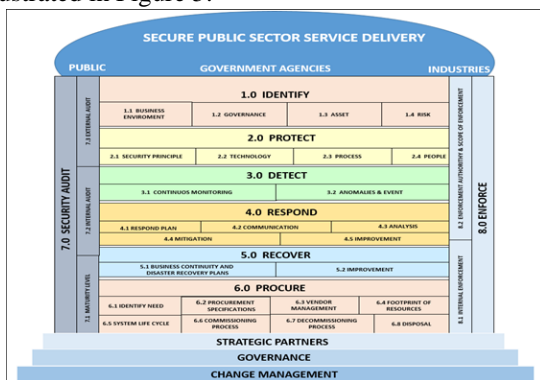 ustrated in Figure 3.
SECURE PUBLIC SECTOR SERVICE DELIVERY
PUBLIC
GOVERNMENT AGENCIES
INDUSTRIES
7.0 SECURITY AUDIT
7.3 EXTERNAL AUDIT
7.2 INTERNAL AUDIT
7.1 MATURITY LEVEL
1.0 IDENTIFY
1.1 BUSINESS
ENVIROMENT
1.2 GOVERNANCE
1.3 ASSET
1.4 RISK
2.0 PROTECT
2.1 SECURITY PRINCIPLE
2.2 TECHNOLOGY
2.3 PROCESS
2.4 PEOPLE
3.0 DETECT
3.1 CONTINUOS MONITORING
3.2 ANOMALIES & EVENT
4.0 RESPOND
4.1 RESPOND PLAN
4.2 COMMUNICATION
4.3 ANALYSIS
4.4 MITIGATION
4.5 IMPROVEMENT
5.0 RECOVER
5.1 BUSINESS CONTINUITY AND
DISASTER RECOVERY PLANS
5.2 IMPROVEMENT
6.0 PROCURE
6.1 IDENTIFY NEED
6.2 PROCUREMENT
SPECIFICATIONS
6.3 VENDOR
MANAGEMENT
6.4 FOOTPRINT OF
RESOURCES
6.5 SYSTEM LIFE CYCLE
6.6 COMMISSIONING
PROCESS
6.7 DECOMMISSIONING
PROCESS
6.8 DISPOSAL
8.2 ENFORCEMENT AUTHORITHY & SCOPE OF ENFORCEMENT
8.1 INTERNAL ENFORCEMENT
8.0 ENFORCE
STRATEGIC PARTNERS
GOVERNANCE
CHANGE MANAGEMENT